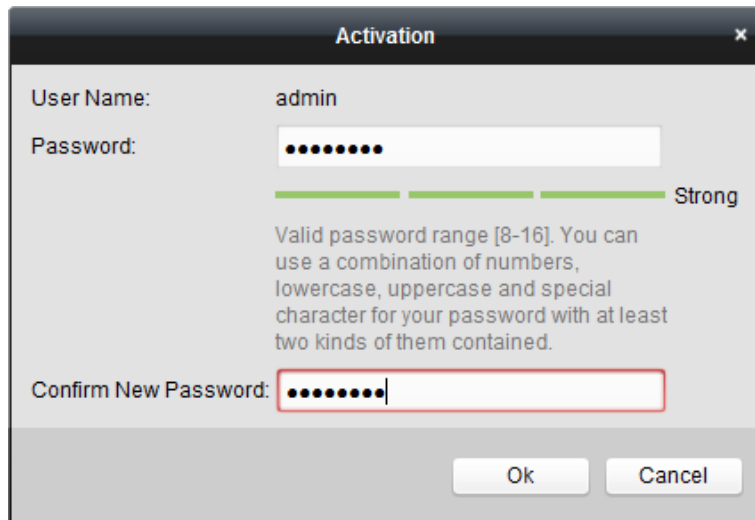 Activation ×
User Name: admin
Password: ●●●●●●●●
Strong
Valid password range [8-16]. You can
use a combination of numbers,
lowercase, uppercase and special
character for your password with at least
two kinds of them contained.
Confirm New Password: ●●●●●●●●
Ok Cancel